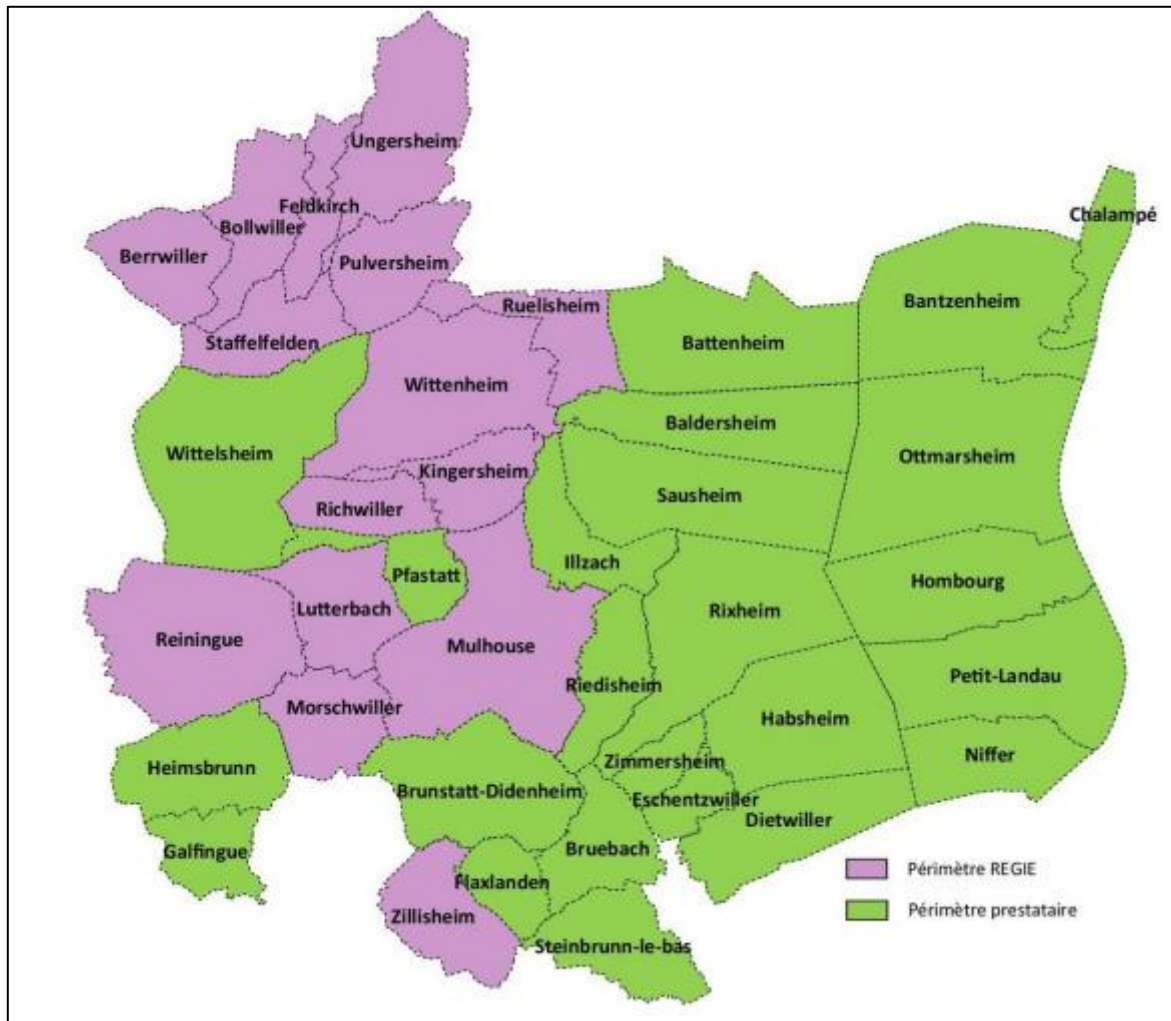 Ungersheim
Chalampé
Feldkirch
Bollwiller
Berrwiller
Pulversheim
Bantzenheim
Ruelisheim
Staffelfelden
Battenheim
Wittenheim
Baldersheim
Wittelsheim
Ottmarsheim
Kingersheim
Sausheim
Richwiller
Illzach
Pfastatt
Hombourg
Lutterbach
Rixheim
Reiningue
Mulhouse
Petit-Landau
Riedisheim
Morschwiller
Habsheim
Niffer
Zimmersheim
Heimsbrunn
Brunstatt-Didenheim
Eschentzwiller
Dietwiller
Bruebach
Galfingue
Flaxlanden
Zillisheim
Steinbrunn-le-bas
Périmètre REGIE
Périmètre prestataire